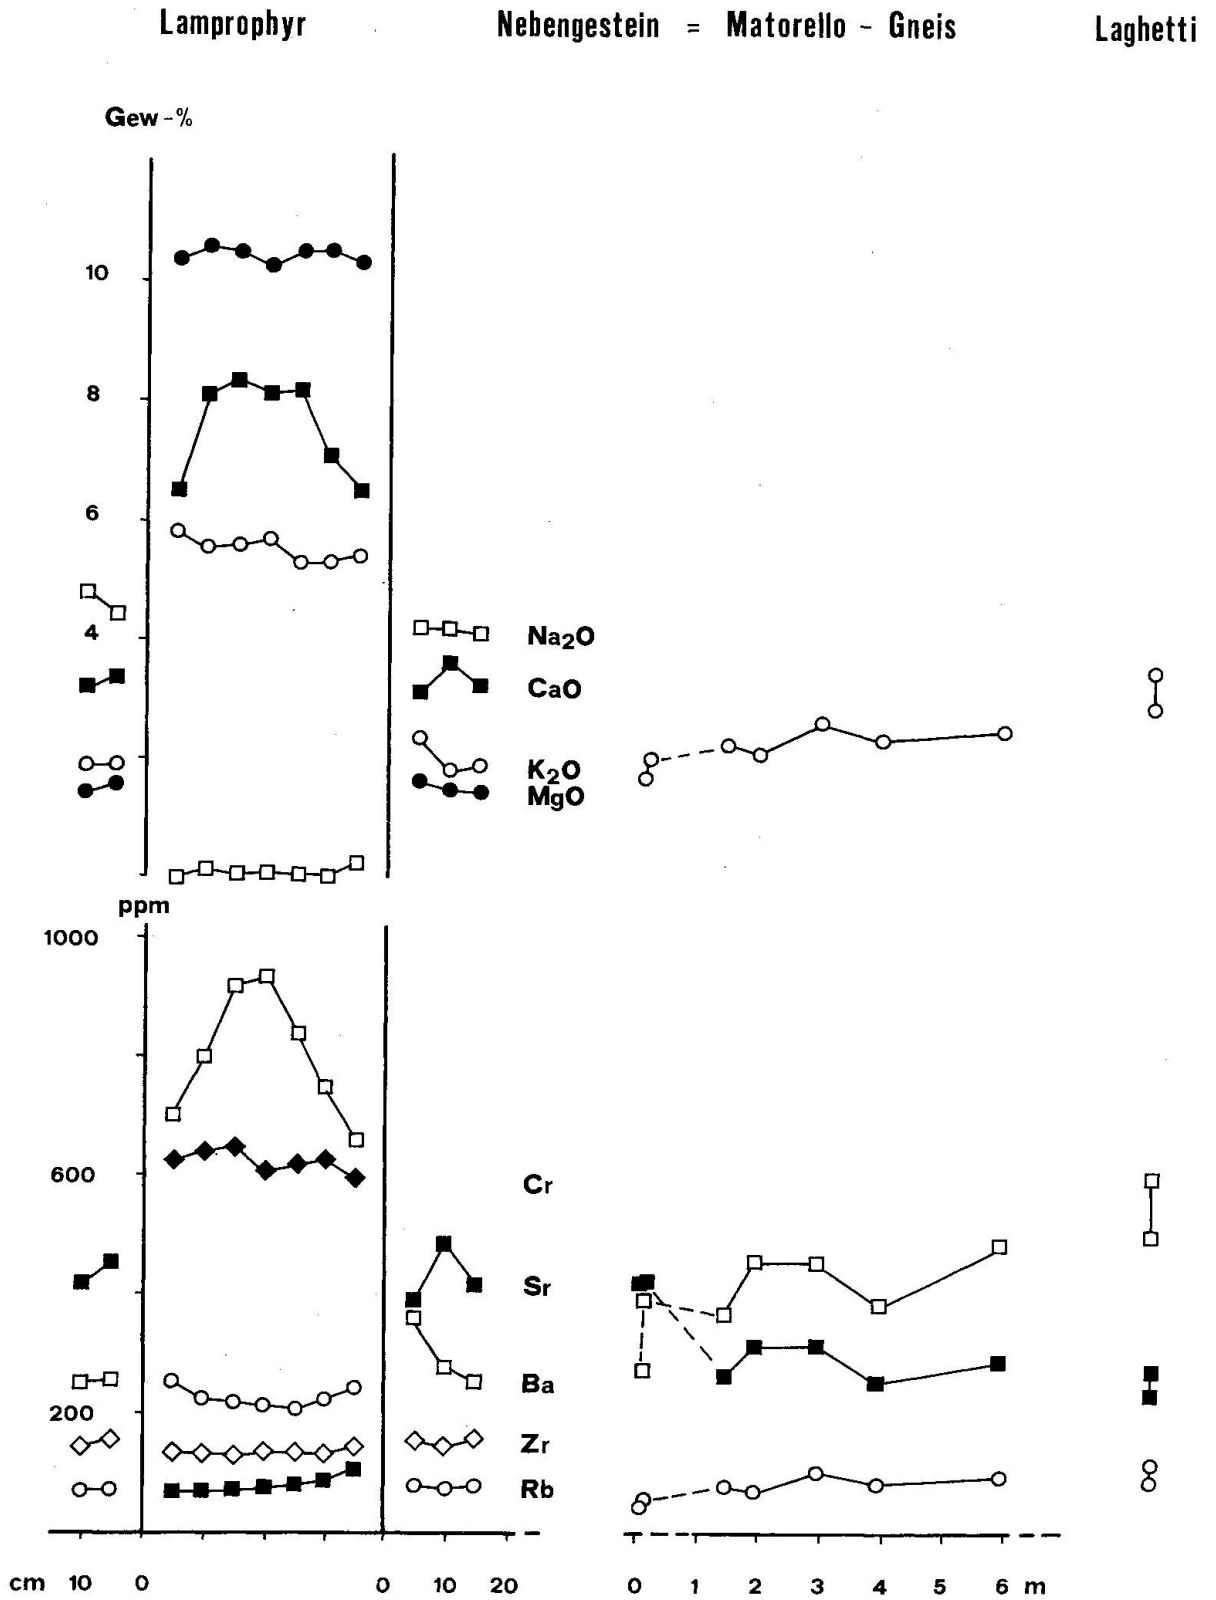 Lamprophyr Nebengestein = Matorello - Gneis Laghetti
Gew-%
10
8
6
4
Na2O
CaO
K2O
MgO
ppm
1000
600
200
Cr
Sr
Ba
Zr
Rb
cm 10 0 0 10 20 0 1 2 3 4 5 6 m